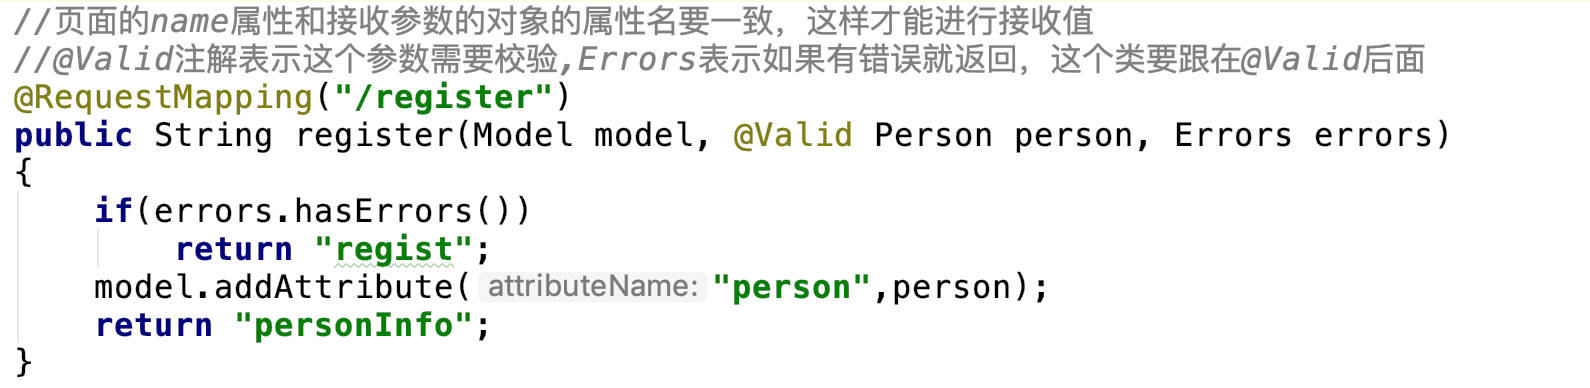 //页面的name属性和接收参数的对象的属性名要一致，这样才能进行接收值
//@Valid注解表示这个参数需要校验,Errors表示如果有错误就返回，这个类要跟在@Valid后面
@RequestMapping("/register")
public String register(Model model, @Valid Person person, Errors errors)
{
    if(errors.hasErrors())
        return "regist";
    model.addAttribute( attributeName: "person",person);
    return "personInfo";
}